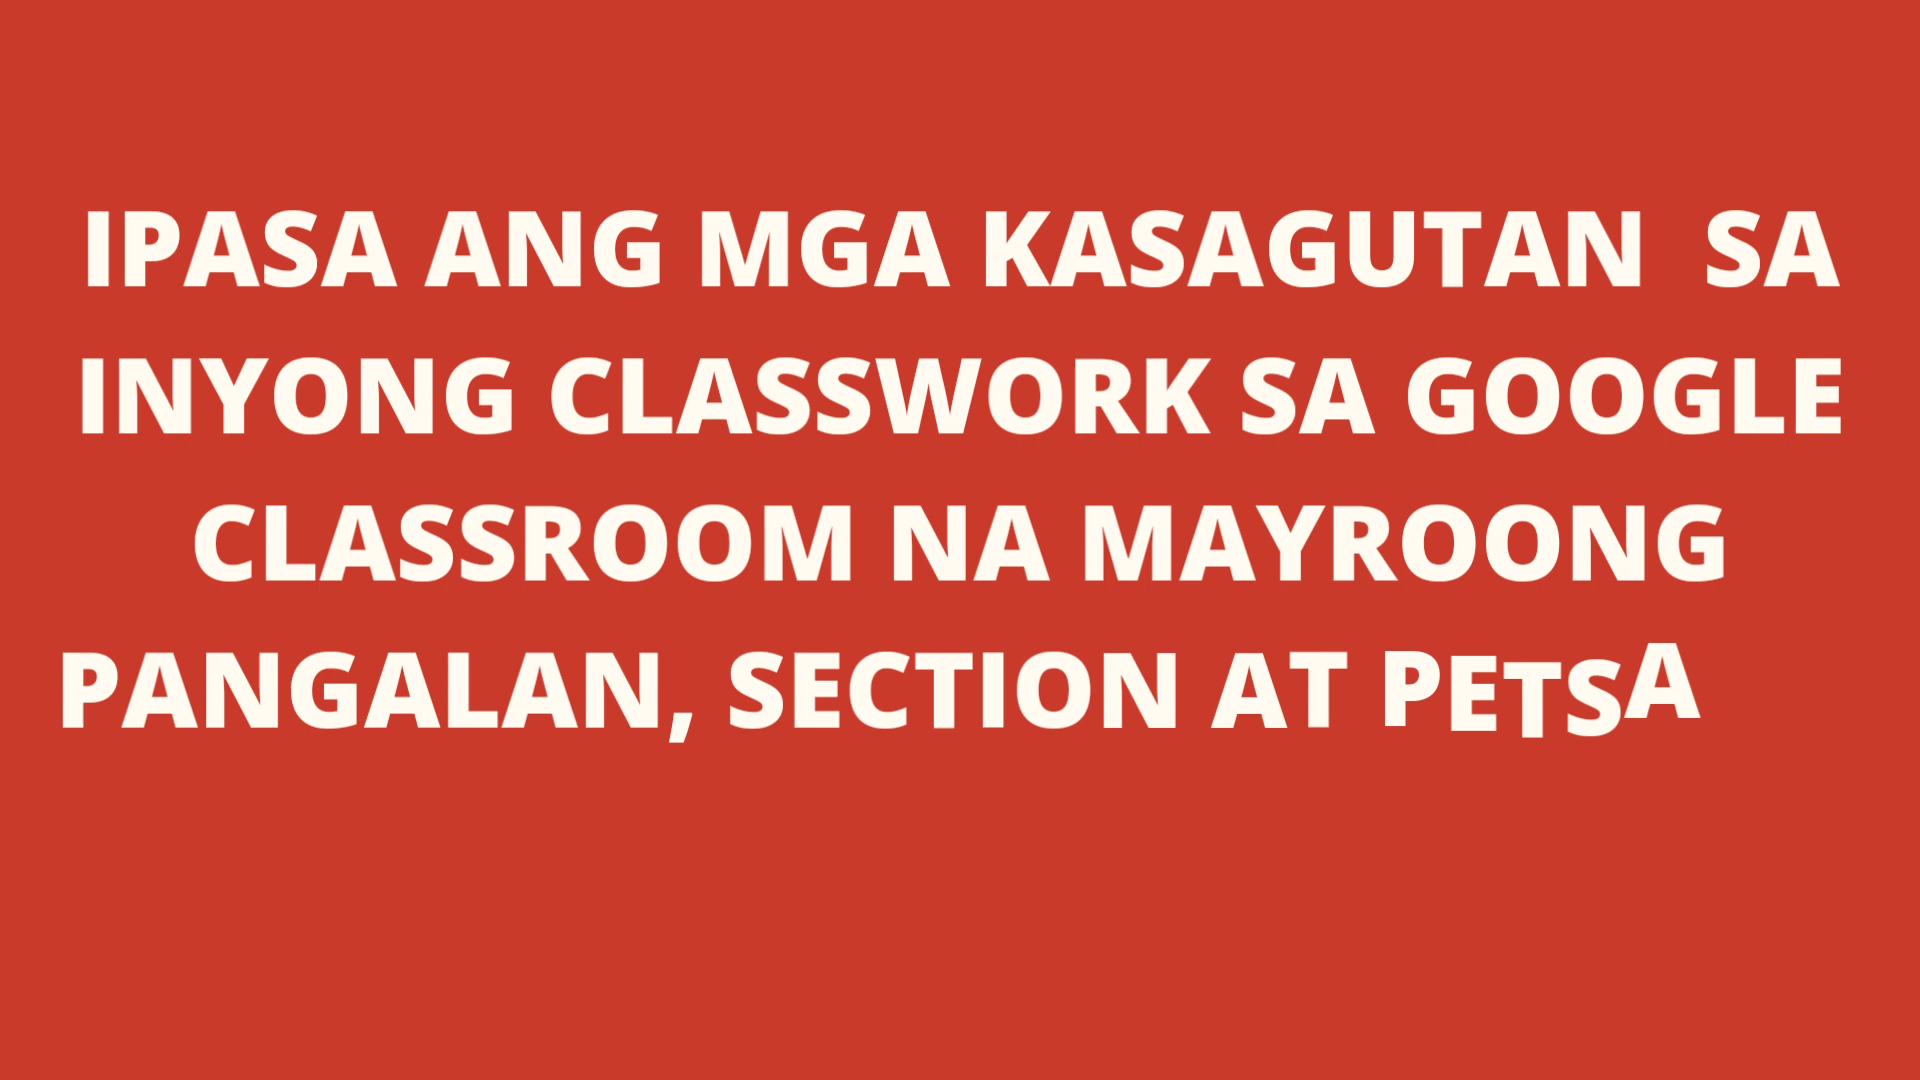 IPASA ANG MGA KASAGUTAN  SA
INYONG CLASSWORK SA GOOGLE
CLASSROOM NA MAYROONG
PANGALAN, SECTION AT PETSA